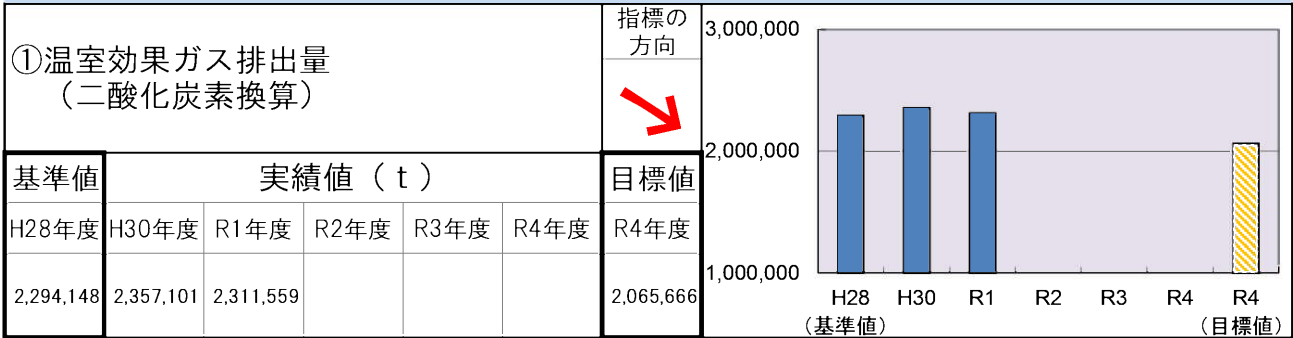 ①温室効果ガス排出量
（二酸化炭素換算）
指標の
方向
基準値 実績値（ｔ） 目標値
H28年度 H30年度 R1年度 R2年度 R3年度 R4年度 R4年度
2,294,148 2,357,101 2,311,559 2,065,666
3,000,000
2,000,000
1,000,000
H28 H30 R1 R2 R3 R4 R4
（基準値） （目標値）